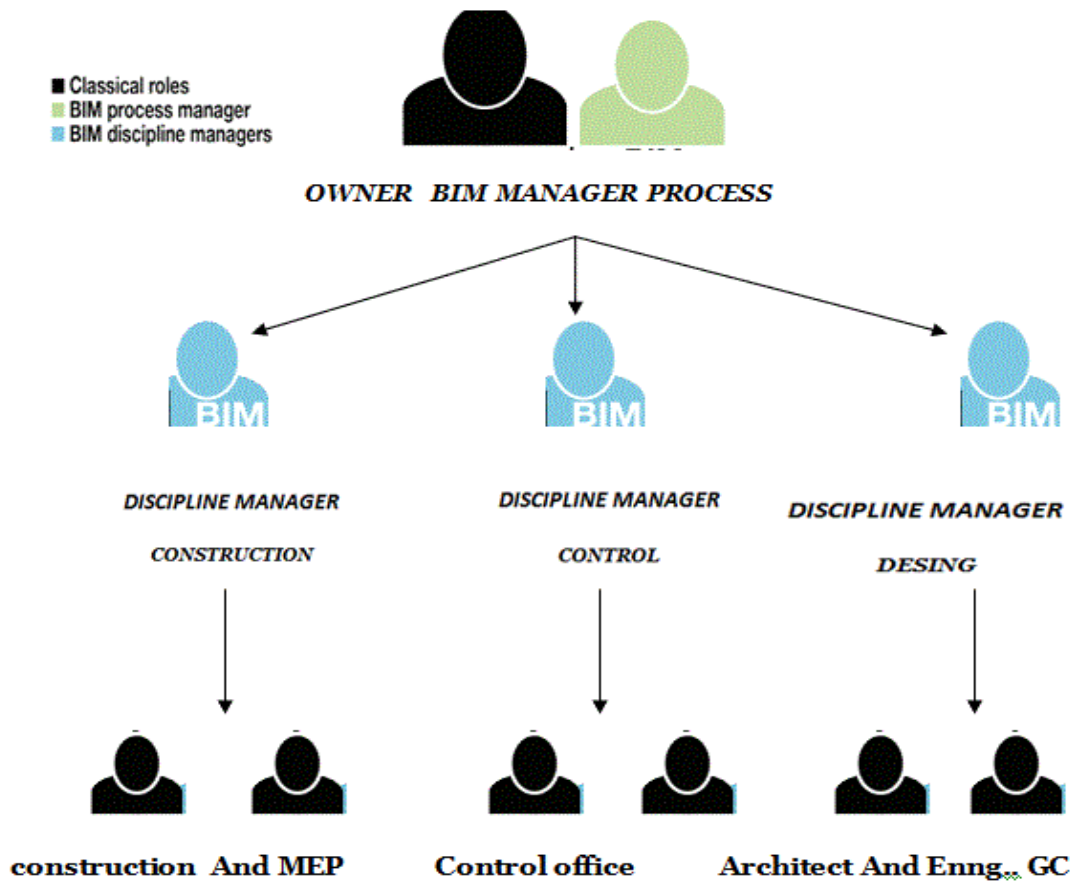 Classical roles
BIM process manager
BIM discipline managers
OWNER BIM MANAGER PROCESS
BIM
BIM
BIM
DISCIPLINE MANAGER
CONSTRUCTION
DISCIPLINE MANAGER
CONTROL
DISCIPLINE MANAGER
DESING
construction And MEP
Control office
Architect And Enng.. GC